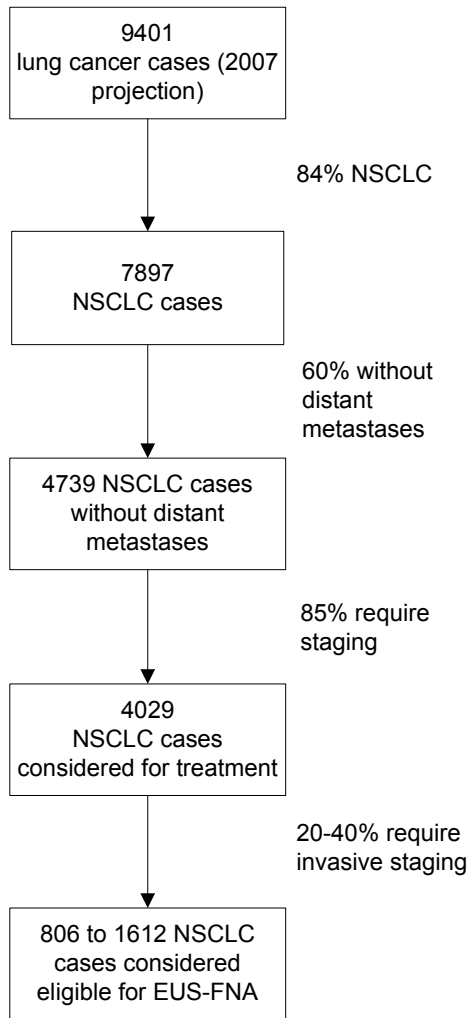 9401
lung cancer cases (2007
projection)
84% NSCLC
7897
NSCLC cases
60% without
distant
metastases
4739 NSCLC cases
without distant
metastases
85% require
staging
4029
NSCLC cases
considered for treatment
20-40% require
invasive staging
806 to 1612 NSCLC
cases considered
eligible for EUS-FNA